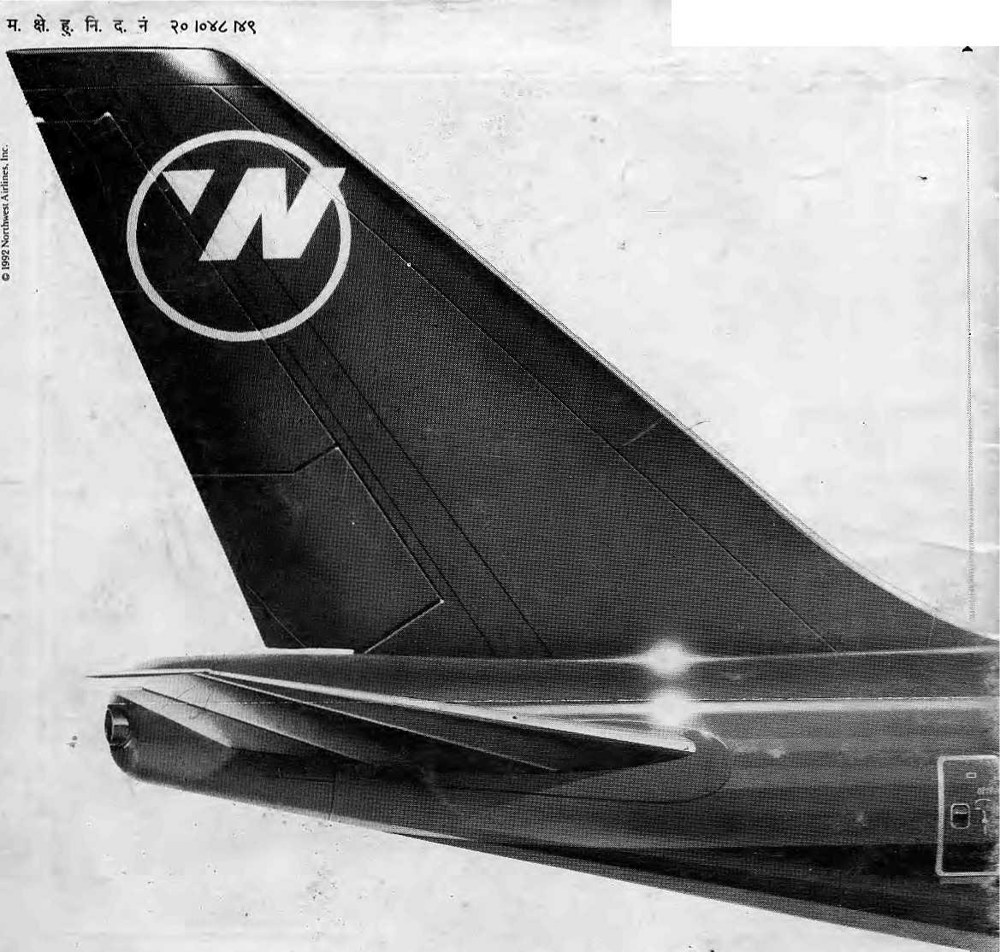 म. क्षे. हु. नि. द. नं २० ।०४८ ।४९
© 1992 Northwest Airlines, Inc.
N